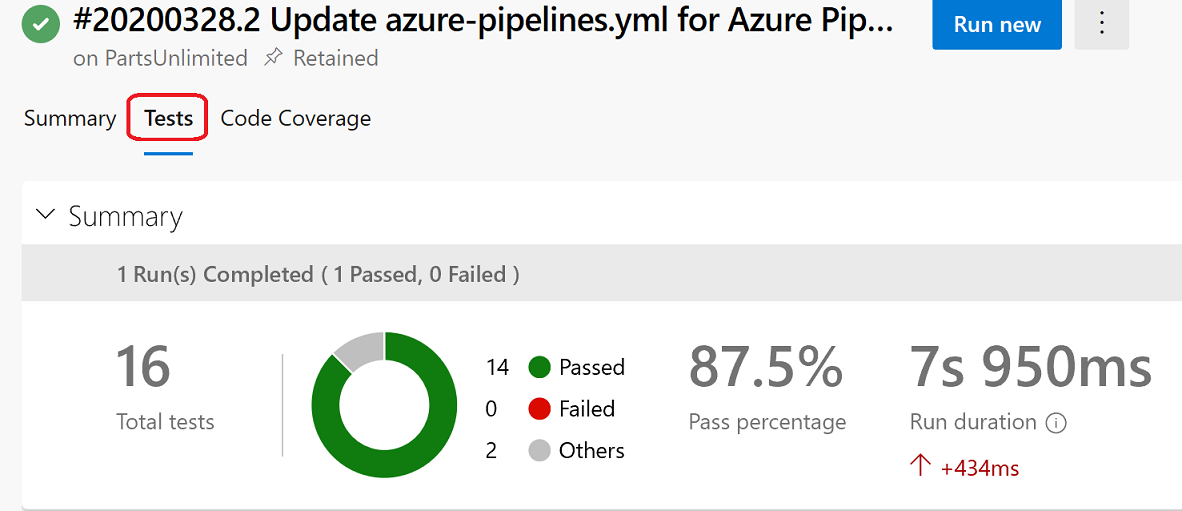 #20200328.2 Update azure-pipelines.yml for Azure Pip...
Run new
on PartsUnlimited Retained
Summary Tests Code Coverage
Summary
1 Run(s) Completed ( 1 Passed, 0 Failed )
16
Total tests
14 Passed
0 Failed
2 Others
87.5%
Pass percentage
7s 950ms
Run duration
+434ms